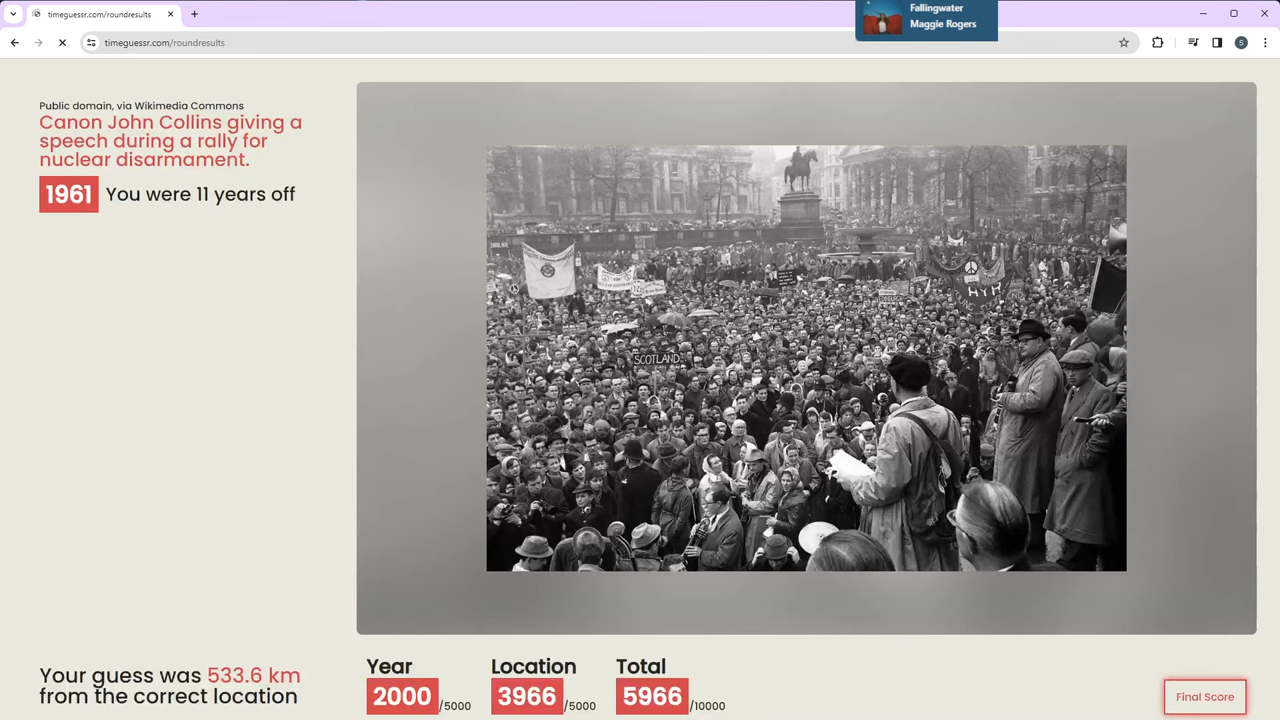 timeguessr.com/roundresults
Fallingwater
Maggie Rogers
timeguessr.com/roundresults
S
Public domain, via Wikimedia Commons
Canon John Collins giving a
speech during a rally for
nuclear disarmament.
1961 You were 11 years off
SCOTLAND
Your guess was 533.6 km
from the correct location
Year
2000 /5000
Location
3966 /5000
Total
5966 /10000
Final Score